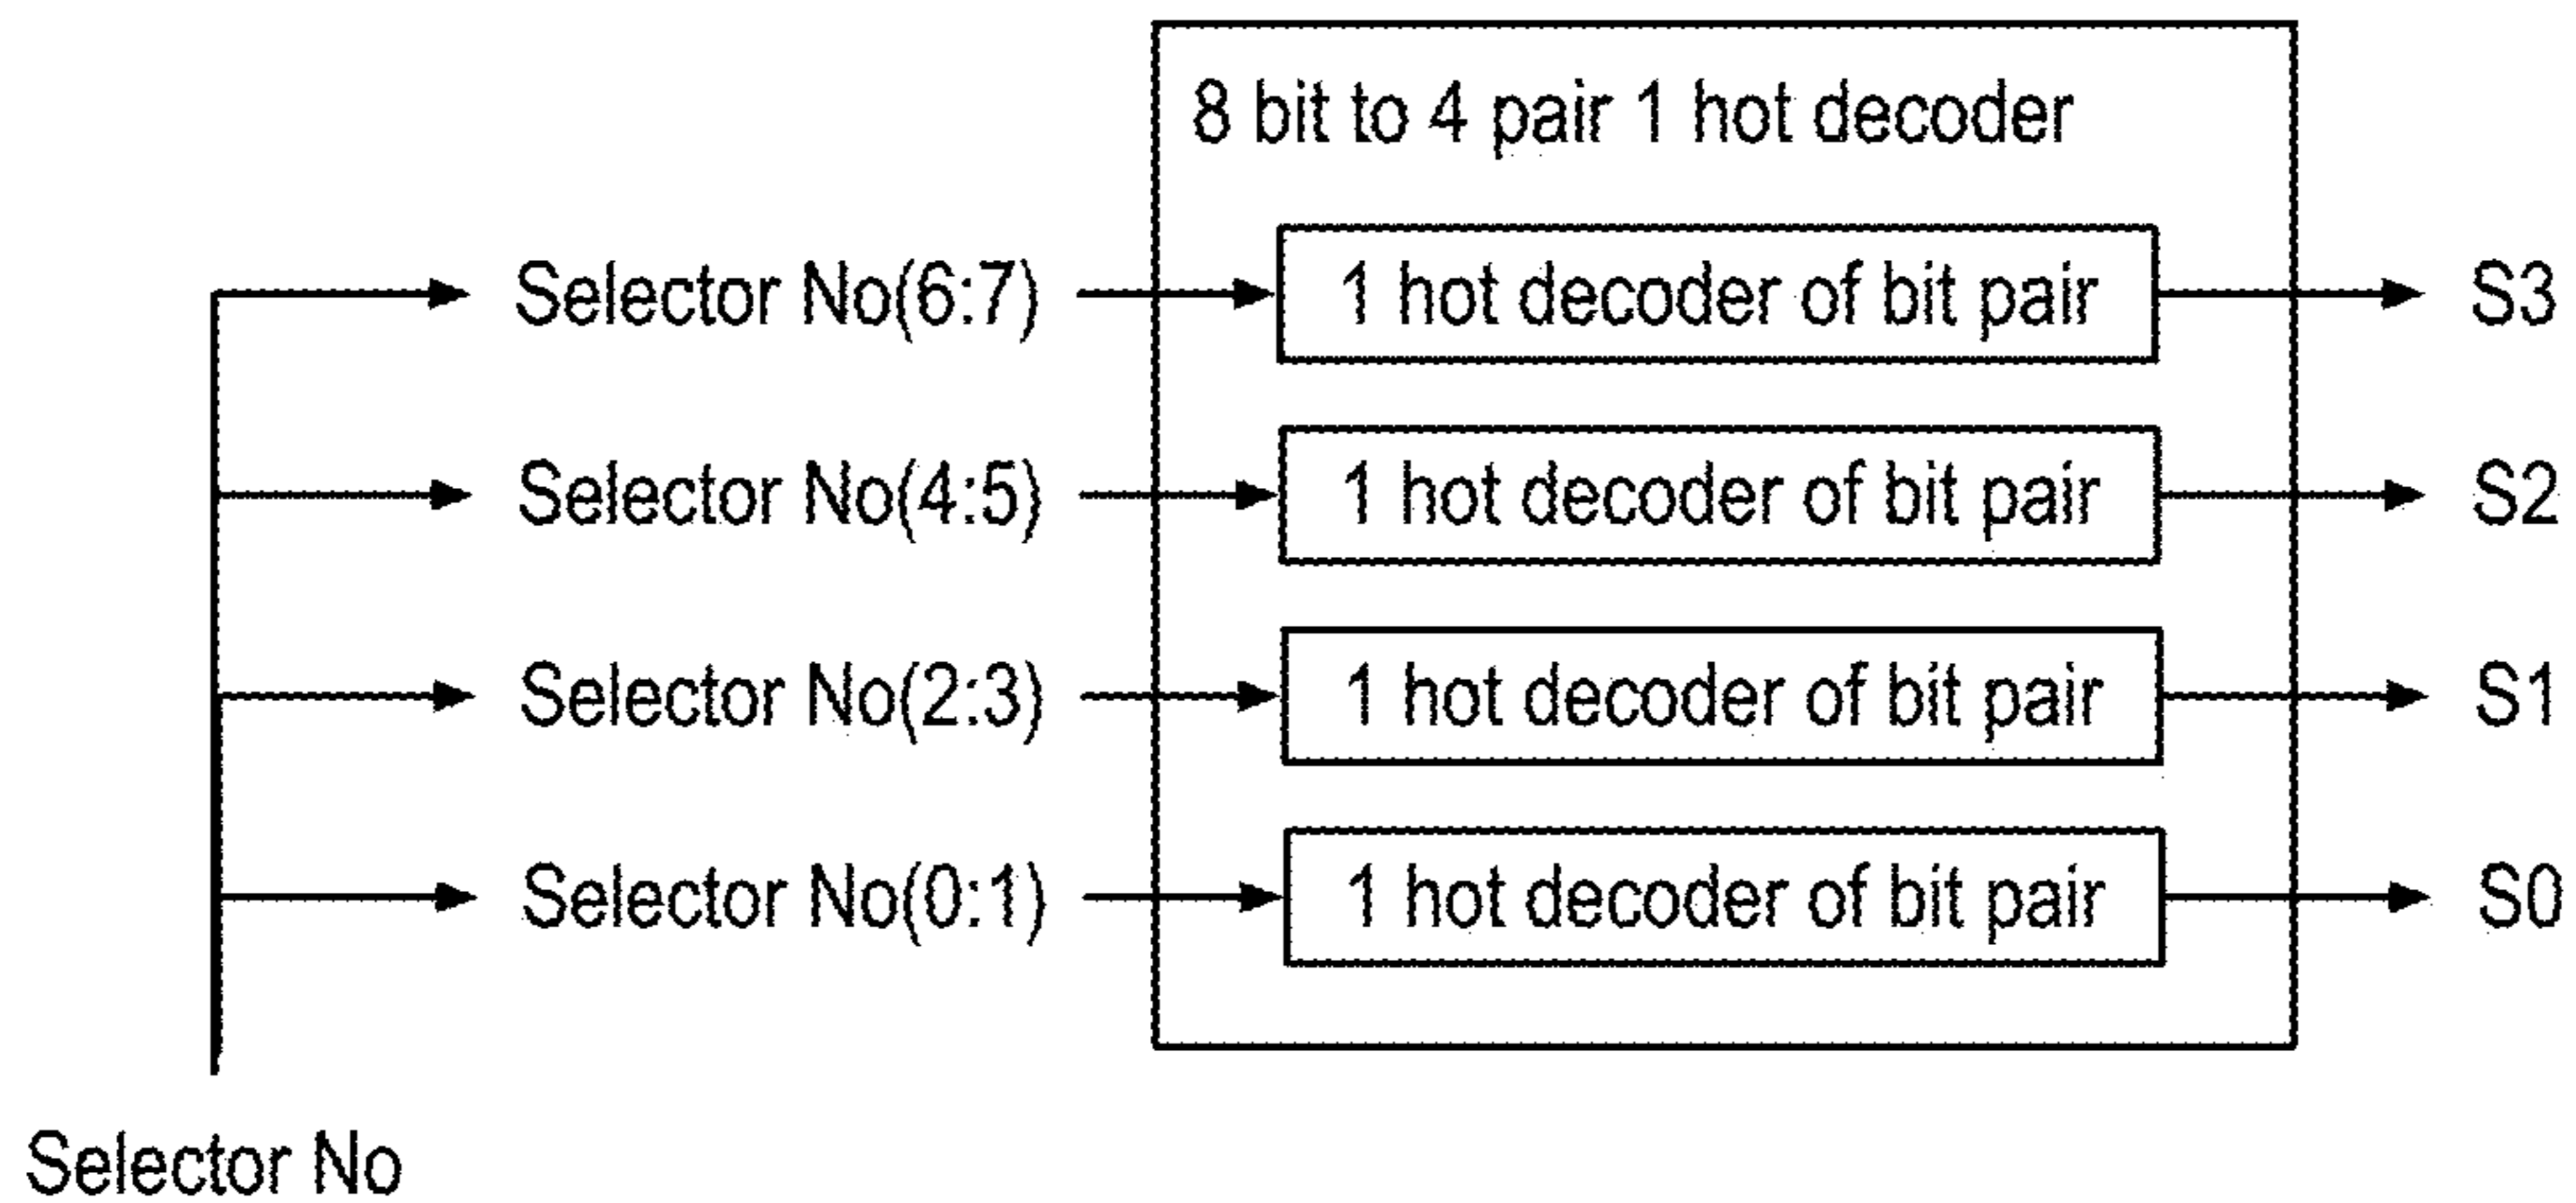 8 bit to 4 pair 1 hot decoder
Selector No(6:7) 1 hot decoder of bit pair S3
Selector No(4:5) 1 hot decoder of bit pair S2
Selector No(2:3) 1 hot decoder of bit pair S1
Selector No(0:1) 1 hot decoder of bit pair S0
Selector No